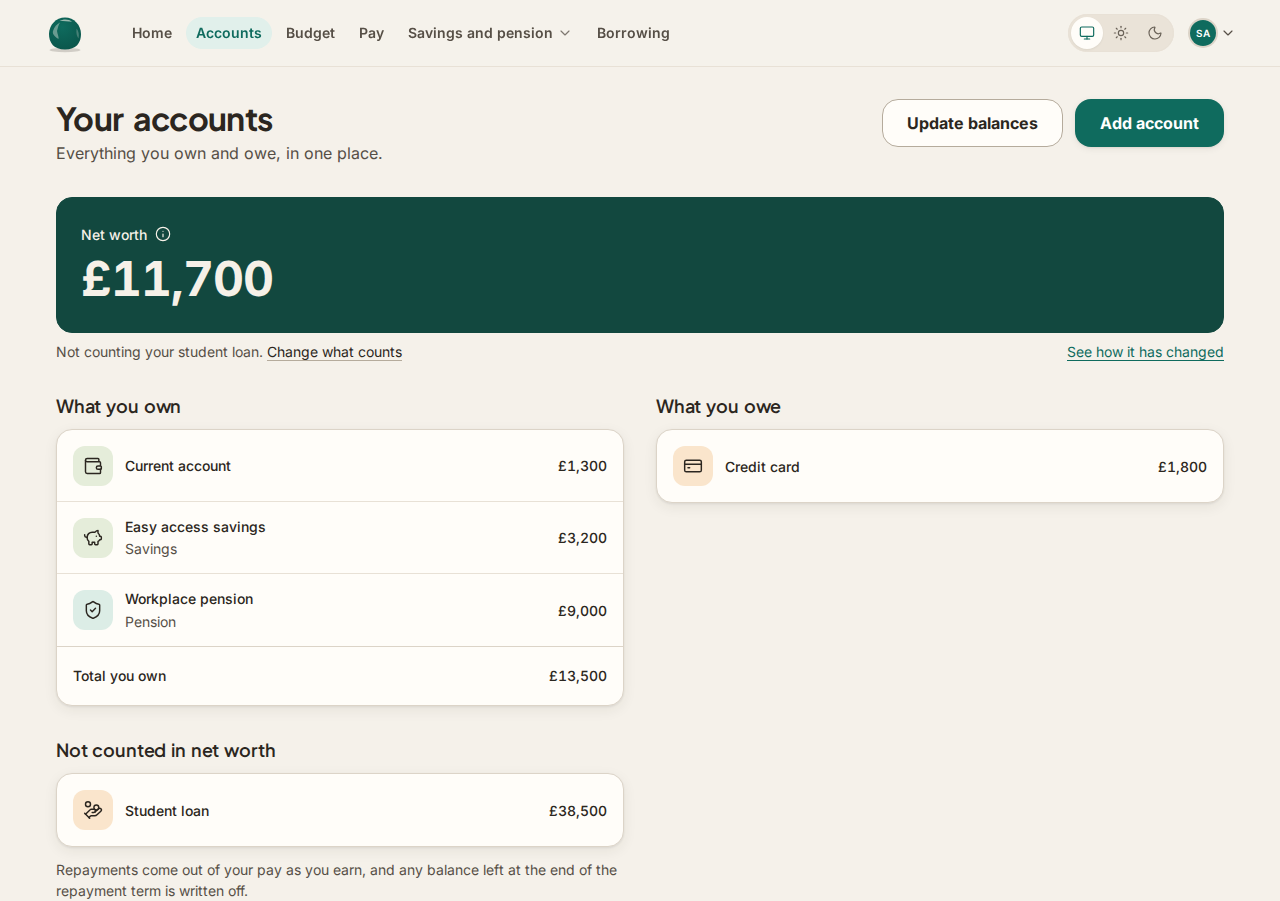 Home
Accounts
Budget
Pay
Savings and pension
Borrowing
SA
Your accounts
Everything you own and owe, in one place.
Update balances
Add account
Net worth
£11,700
Not counting your student loan. Change what counts
See how it has changed
What you own
Current account £1,300
Easy access savings
Savings
£3,200
Workplace pension
Pension
£9,000
Total you own £13,500
What you owe
Credit card £1,800
Not counted in net worth
Student loan £38,500
Repayments come out of your pay as you earn, and any balance left at the end of the
repayment term is written off.